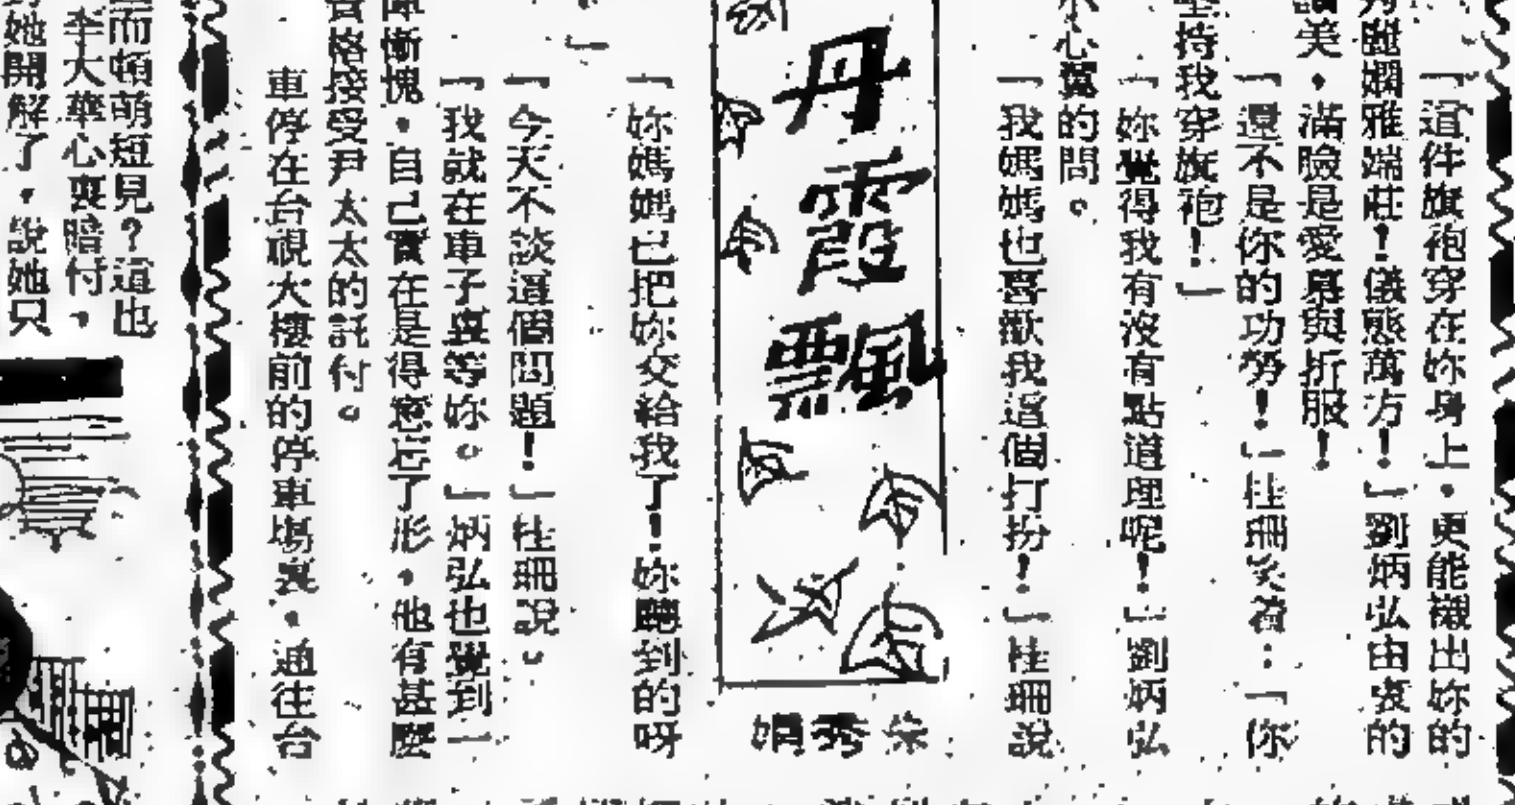 「這件旗袍穿在妳身上，更能襯出妳的
秀麗嫻雅端莊！儀態萬方！」劉炳弘由衷的
讚美，滿臉是愛慕與折服！
「還不是你的功勞！」桂珊笑着：「你
堅持我穿旗袍！」
「妳覺得我有沒有點道理呢！」劉炳弘
小心翼的問。
「我媽媽也喜歡我這個打扮！」桂珊說
丹霞飄
朱秀娟
「妳媽媽已把妳交給我了！妳聽到的呀
」
「今天不談這個問題！」桂珊說。
「我就在車子裏等妳。」炳弘也覺到一
陣慚愧，自己實在是得意忘了形，他有甚麼
資格接受尹太太的託付。
車停在台視大樓前的停車場裏，通往台
而頓萌短見？這也
李大華心喪賠付，
她開解了，說她只